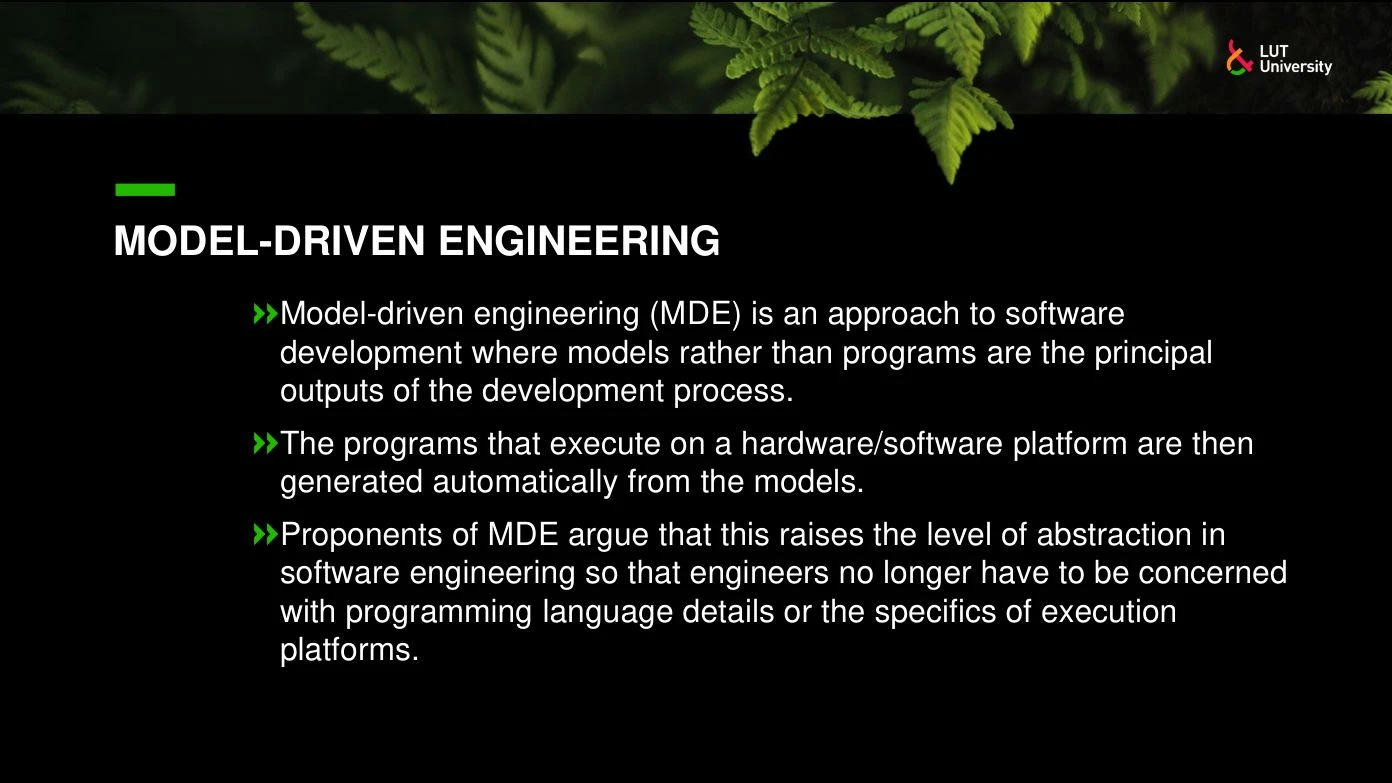 LUT
University
MODEL-DRIVEN ENGINEERING
Model-driven engineering (MDE) is an approach to software
development where models rather than programs are the principal
outputs of the development process.
The programs that execute on a hardware/software platform are then
generated automatically from the models.
Proponents of MDE argue that this raises the level of abstraction in
software engineering so that engineers no longer have to be concerned
with programming language details or the specifics of execution
platforms.